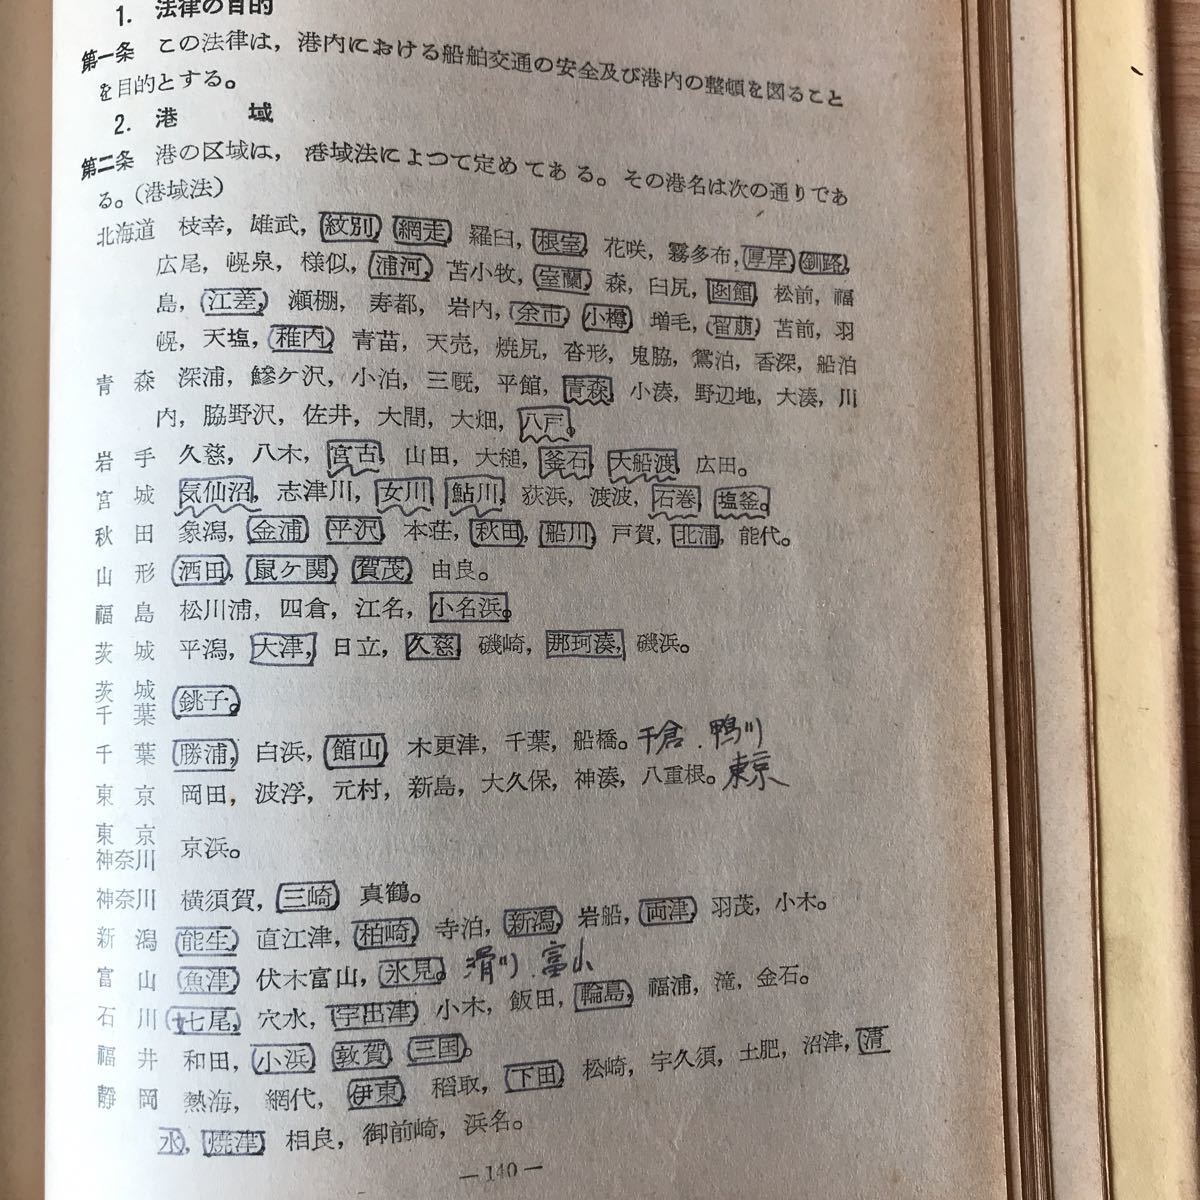 1. 法律の目的
第一条 この法律は，港内における船舶交通の安全及び港内の整頓を図ること
を目的とする。
2. 港 域
第二条 港の区域は，港域法によつて定めてある。その港名は次の通りであ
る。（港域法）
北海道 枝幸，雄武，紋別，網走，羅臼，根室，花咲，霧多布，厚岸，釧路，
広尾，幌泉，様似，浦河，苫小牧，室蘭，森，臼尻，函館，松前，福
島，江差，瀬棚，寿都，岩内，余市，小樽，増毛，留萌，苫前，羽
幌，天塩，稚内，青苗，天売，焼尻，沓形，鬼脇，鴛泊，香深，船泊
青森 深浦，鰺ケ沢，小泊，三厩，平館，青森，小湊，野辺地，大湊，川
内，脇野沢，佐井，大間，大畑，八戸。
岩手 久慈，八木，宮古，山田，大槌，釜石，大船渡，広田。
宮城 気仙沼，志津川，女川，鮎川，荻浜，渡波，石巻，塩釜。
秋田 象潟，金浦，平沢，本荘，秋田，船川，戸賀，北浦，能代。
山形 酒田，鼠ケ関，賀茂，由良。
福島 松川浦，四倉，江名，小名浜。
茨城 平潟，大津，日立，久慈，磯崎，那珂湊，磯浜。
茨城
千葉 銚子。
千葉 勝浦，白浜，館山，木更津，千葉，船橋。千倉．鴨川
東京 岡田，波浮，元村，新島，大久保，神湊，八重根。東京
東京
神奈川 京浜。
神奈川 横須賀，三崎，真鶴。
新潟 能生，直江津，柏崎，寺泊，新潟，岩船，両津，羽茂，小木。
富山 魚津，伏木富山，氷見。滑川．富山
石川 七尾，穴水，宇出津，小木，飯田，輪島，福浦，滝，金石。
福井 和田，小浜，敦賀，三国。
静岡 熱海，網代，伊東，稲取，下田，松崎，宇久須，土肥，沼津，清
水，焼津，相良，御前崎，浜名。
—140—